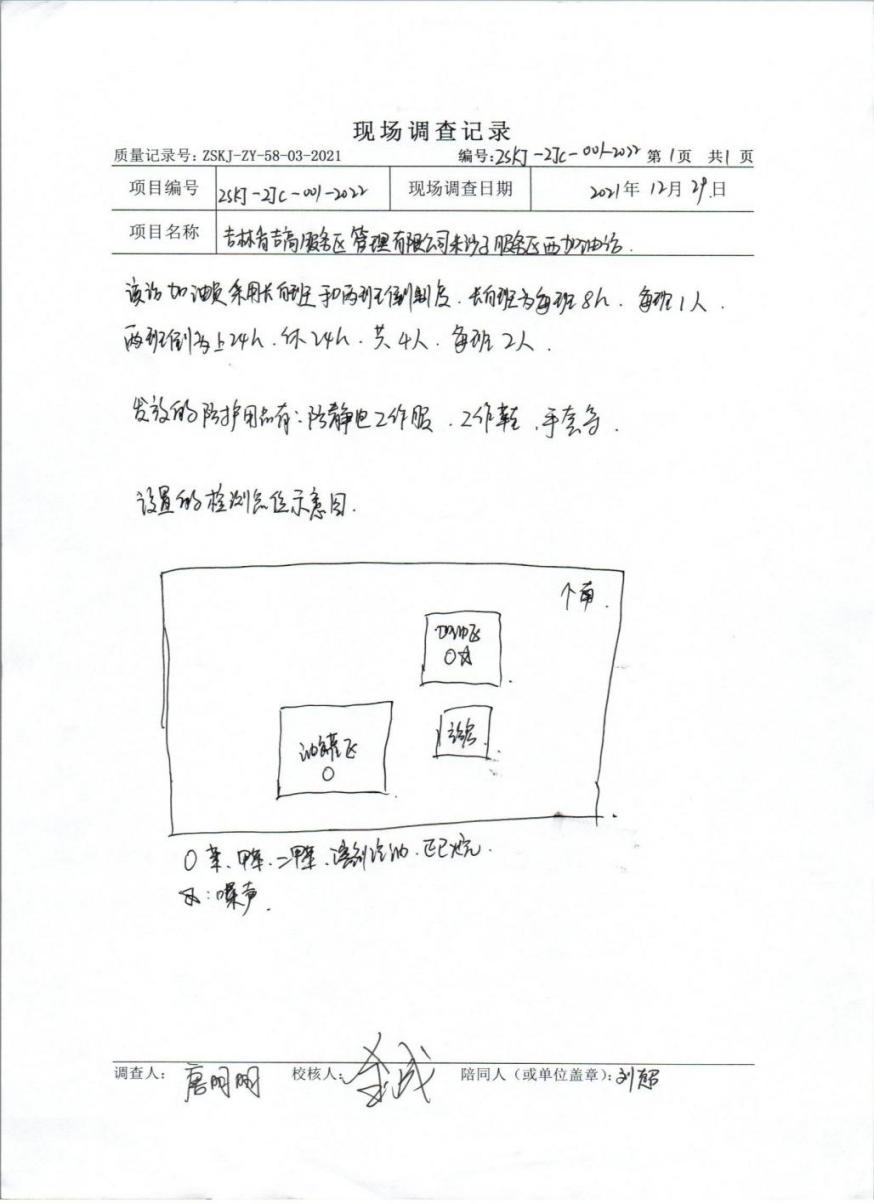 现场调查记录
质量记录号: ZSKJ-ZY-58-03-2021 编号: ZSKJ-ZJC-001-2022 第1页 共1页
项目编号 ZSKJ-ZJC-001-2022 现场调查日期 2021年12月29日
项目名称 吉林省吉高服务区管理有限公司来沙子服务区西加油站.
该站加油员采用长白班和两班倒制度. 长白班为每班8h. 每班1人.
两班倒为上24h. 休24h. 共4人. 每班2人.
发放的防护用品有: 防静电工作服. 工作鞋. 手套等.
设置的检测点位示意图.
个南.
加油区
○☆
油罐区
○
站房
○ 苯、甲苯、二甲苯、溶剂汽油、正己烷.
☆: 噪声.
调查人: 唐明明 校核人: 陪同人（或单位盖章）: 刘